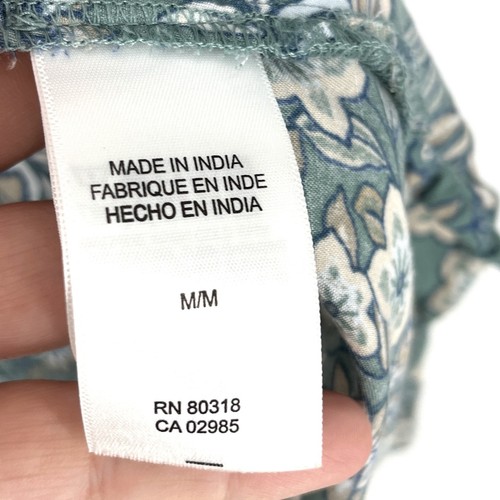 MADE IN INDIA
FABRIQUE EN INDE
HECHO EN INDIA
M/M
RN 80318
CA 02985